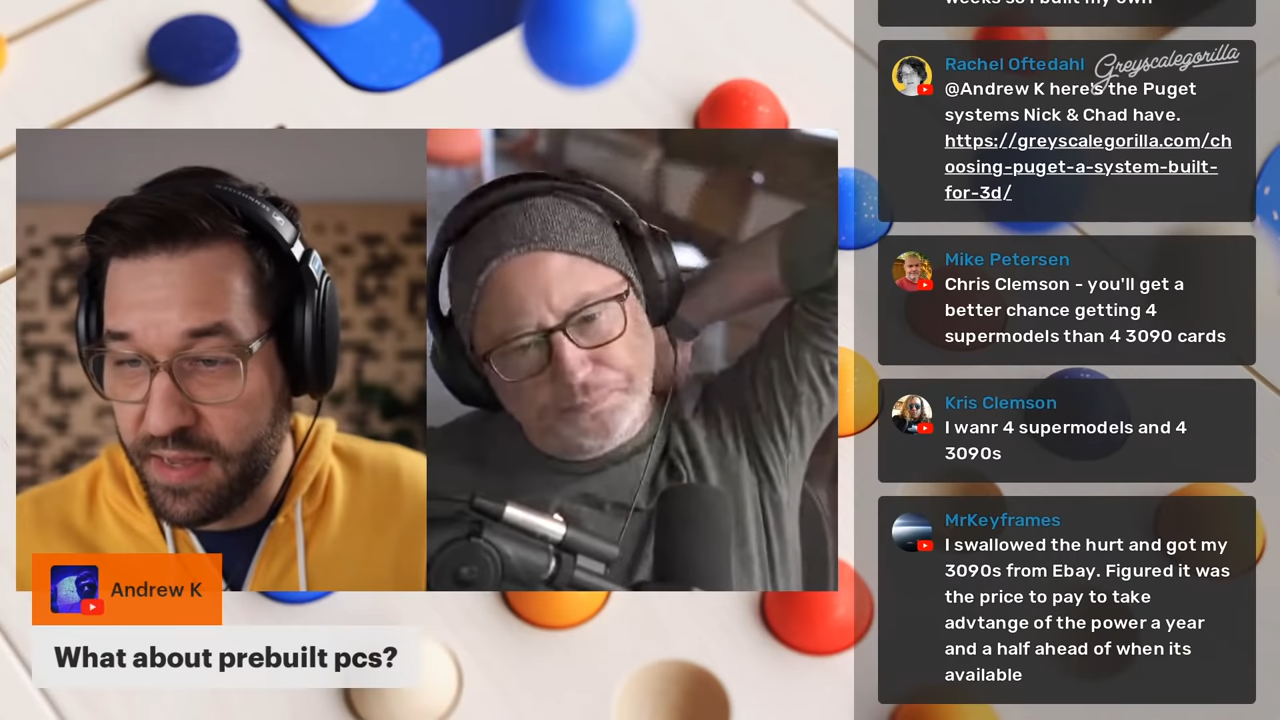 weeks so I built my own
Greyscalegorilla
Rachel Oftedahl
@Andrew K here's the Puget
systems Nick & Chad have.
https://greyscalegorilla.com/ch
oosing-puget-a-system-built-
for-3d/
Mike Petersen
Chris Clemson - you'll get a
better chance getting 4
supermodels than 4 3090 cards
Kris Clemson
I wanr 4 supermodels and 4
3090s
MrKeyframes
I swallowed the hurt and got my
3090s from Ebay. Figured it was
the price to pay to take
advtange of the power a year
and a half ahead of when its
available
Andrew K
What about prebuilt pcs?